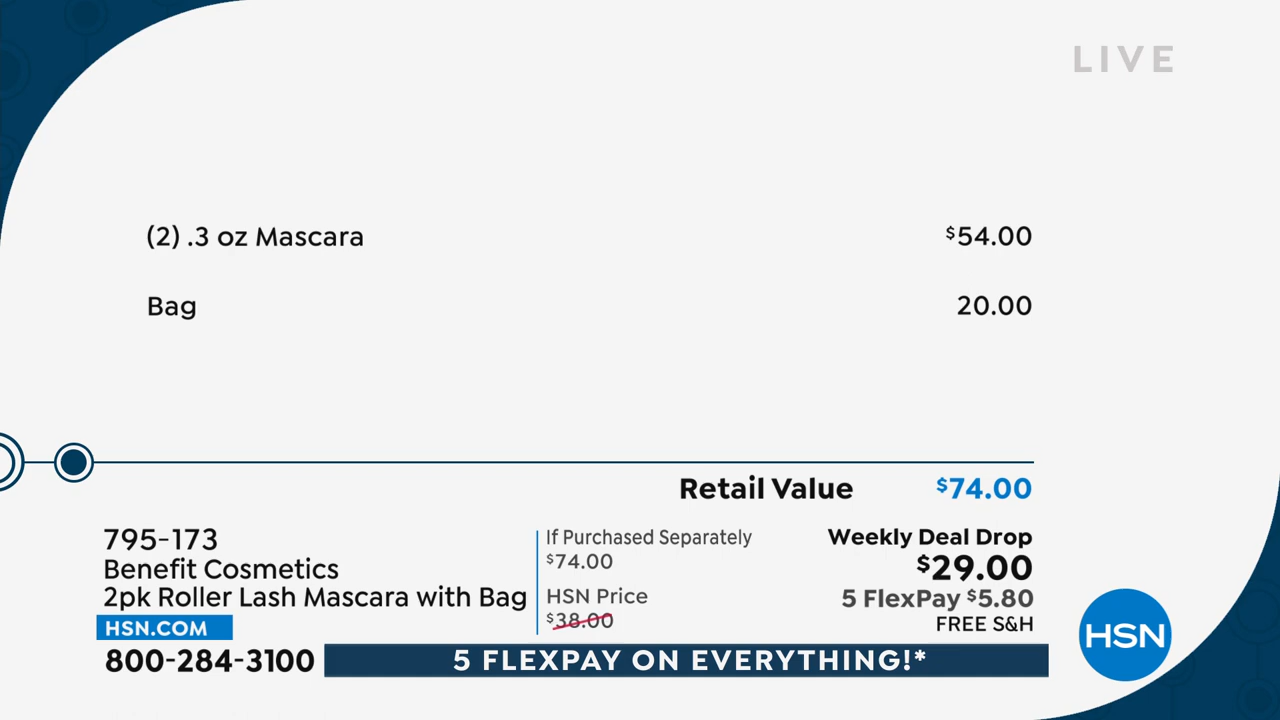 LIVE
(2) .3 oz Mascara $54.00
Bag 20.00
Retail Value $74.00
795-173
Benefit Cosmetics
2pk Roller Lash Mascara with Bag
HSN.COM
800-284-3100
If Purchased Separately
$74.00
HSN Price
$38.00
Weekly Deal Drop
$29.00
5 FlexPay $5.80
FREE S&H
5 FLEXPAY ON EVERYTHING!*
HSN